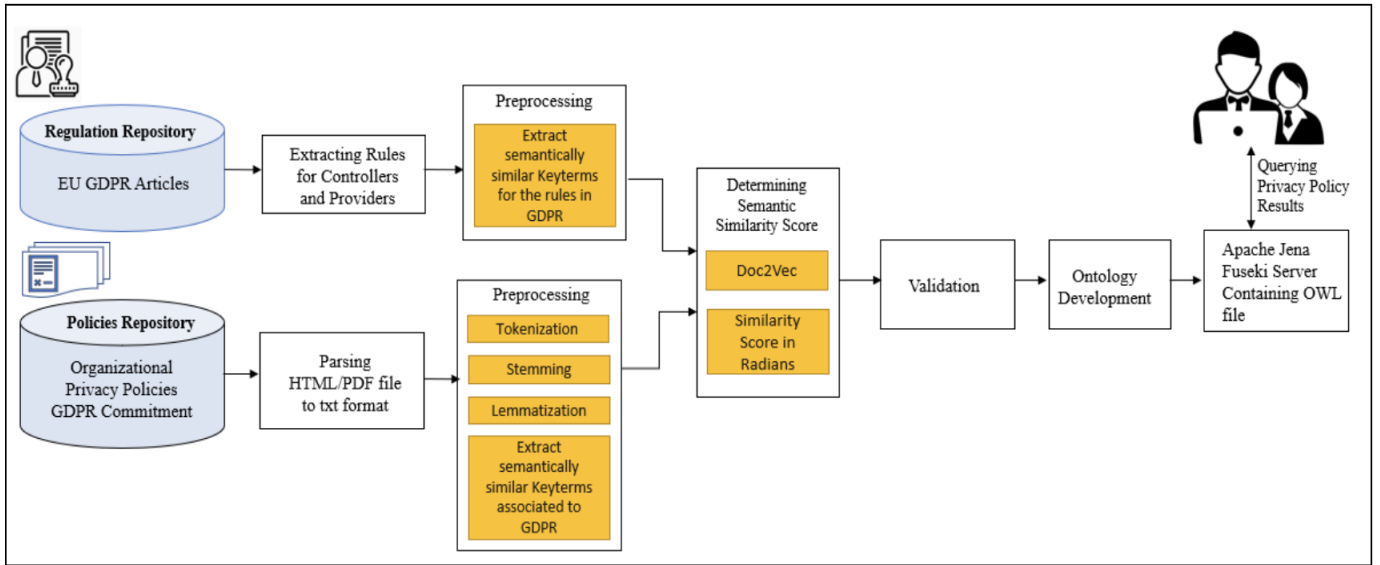 Regulation Repository
EU GDPR Articles
Extracting Rules
for Controllers
and Providers
Preprocessing
Extract
semantically
similar Keyterms
for the rules in
GDPR
Policies Repository
Organizational
Privacy Policies
GDPR Commitment
Parsing
HTML/PDF file
to txt format
Preprocessing
Tokenization
Stemming
Lemmatization
Extract
semantically
similar Keyterms
associated to
GDPR
Determining
Semantic
Similarity Score
Doc2Vec
Similarity
Score in
Radians
Validation
Ontology
Development
Apache Jena
Fuseki Server
Containing OWL
file
Querying
Privacy Policy
Results